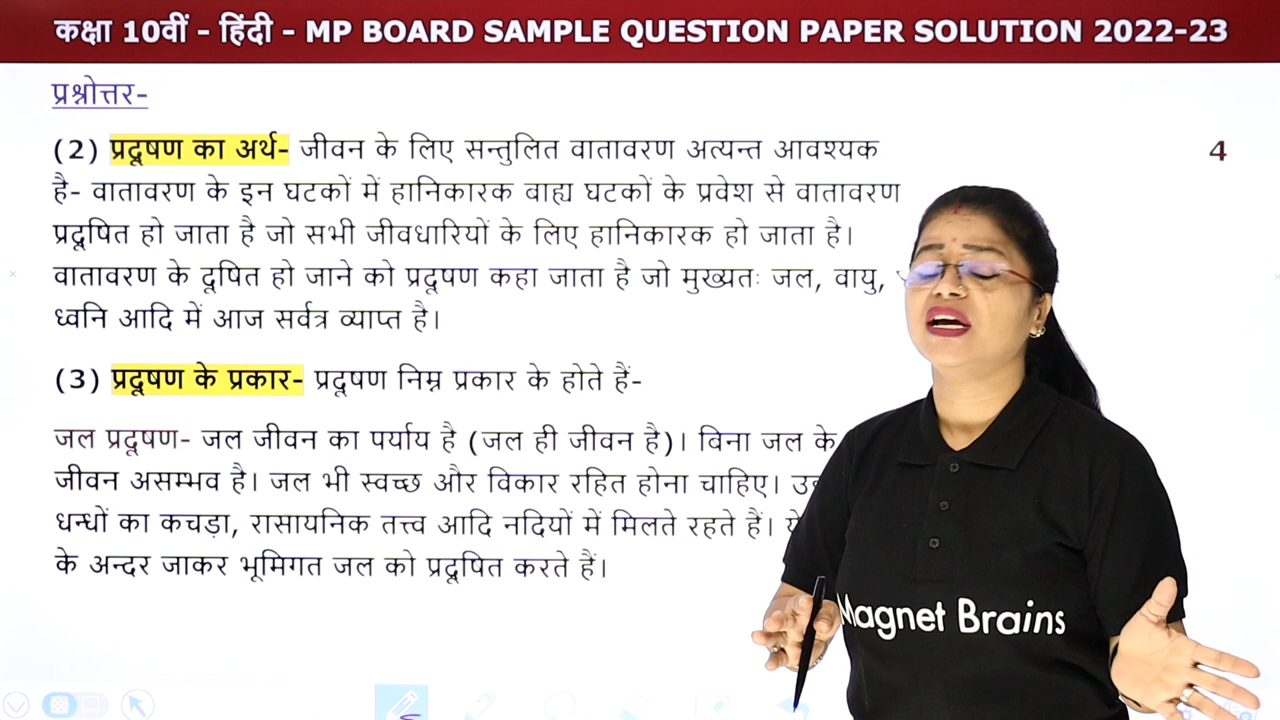 कक्षा 10वीं - हिंदी - MP BOARD SAMPLE QUESTION PAPER SOLUTION 2022-23
प्रश्नोत्तर-
(2) प्रदूषण का अर्थ- जीवन के लिए सन्तुलित वातावरण अत्यन्त आवश्यक 4
है- वातावरण के इन घटकों में हानिकारक वाह्य घटकों के प्रवेश से वातावरण
प्रदूषित हो जाता है जो सभी जीवधारियों के लिए हानिकारक हो जाता है।
वातावरण के दूषित हो जाने को प्रदूषण कहा जाता है जो मुख्यतः जल, वायु,
ध्वनि आदि में आज सर्वत्र व्याप्त है।
(3) प्रदूषण के प्रकार- प्रदूषण निम्न प्रकार के होते हैं-
जल प्रदूषण- जल जीवन का पर्याय है (जल ही जीवन है)। बिना जल के
जीवन असम्भव है। जल भी स्वच्छ और विकार रहित होना चाहिए।
धन्धों का कचड़ा, रासायनिक तत्त्व आदि नदियों में मिलते रहते हैं।
के अन्दर जाकर भूमिगत जल को प्रदूषित करते हैं।
Magnet Brains